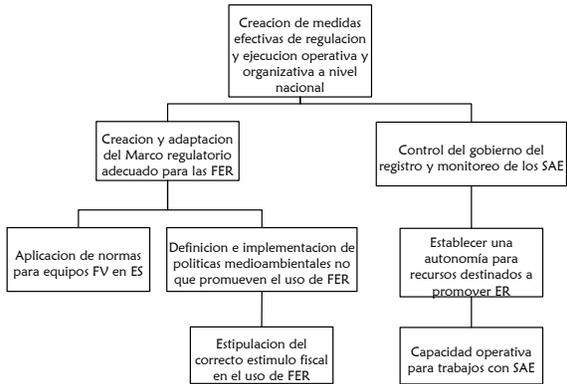 Creacion de medidas
efectivas de regulacion
y ejecucion operativa y
organizativa a nivel
nacional
Creacion y adaptacion
del Marco regulatorio
adecuado para las FER
Control del gobierno del
registro y monitoreo de los SAE
Aplicacion de normas
para equipos FV en ES
Definicion e implementacion de
politicas medioambientales no
que promueven el uso de FER
Establecer una
autonomía para
recursos destinados a
promover ER
Estipulacion del
correcto estimulo fiscal
en el uso de FER
Capacidad operativa
para trabajos con SAE